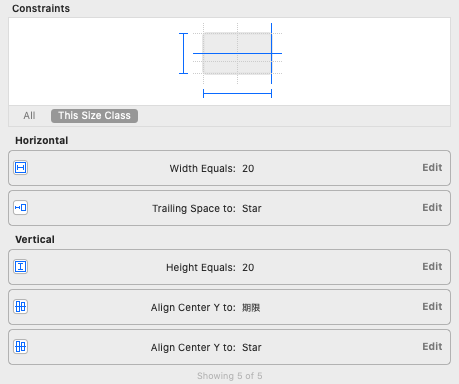 Constraints
All This Size Class
Horizontal
Width Equals: 20 Edit
Trailing Space to: Star Edit
Vertical
Height Equals: 20 Edit
Align Center Y to: 期限 Edit
Align Center Y to: Star Edit
Showing 5 of 5